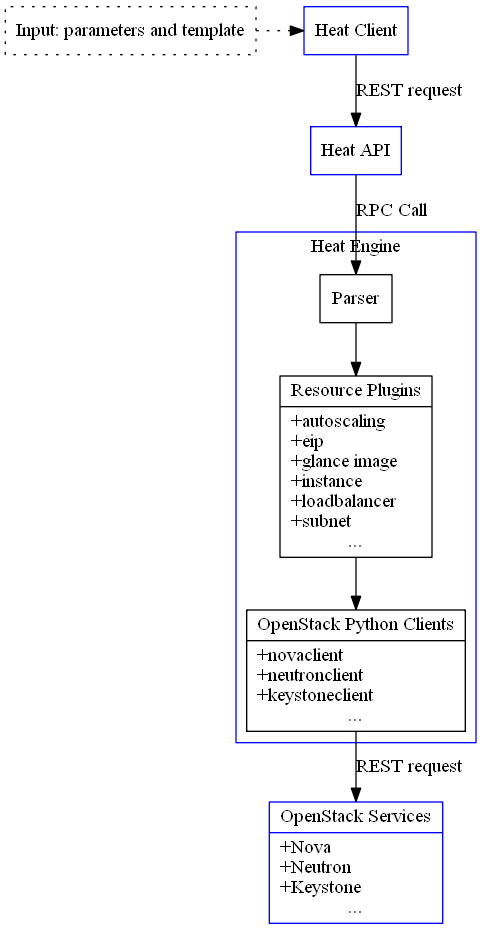 Input: parameters and template
Heat Client
REST request
Heat API
RPC Call
Heat Engine
Parser
Resource Plugins
+autoscaling
+eip
+glance image
+instance
+loadbalancer
+subnet
...
OpenStack Python Clients
+novaclient
+neutronclient
+keystoneclient
...
REST request
OpenStack Services
+Nova
+Neutron
+Keystone
...